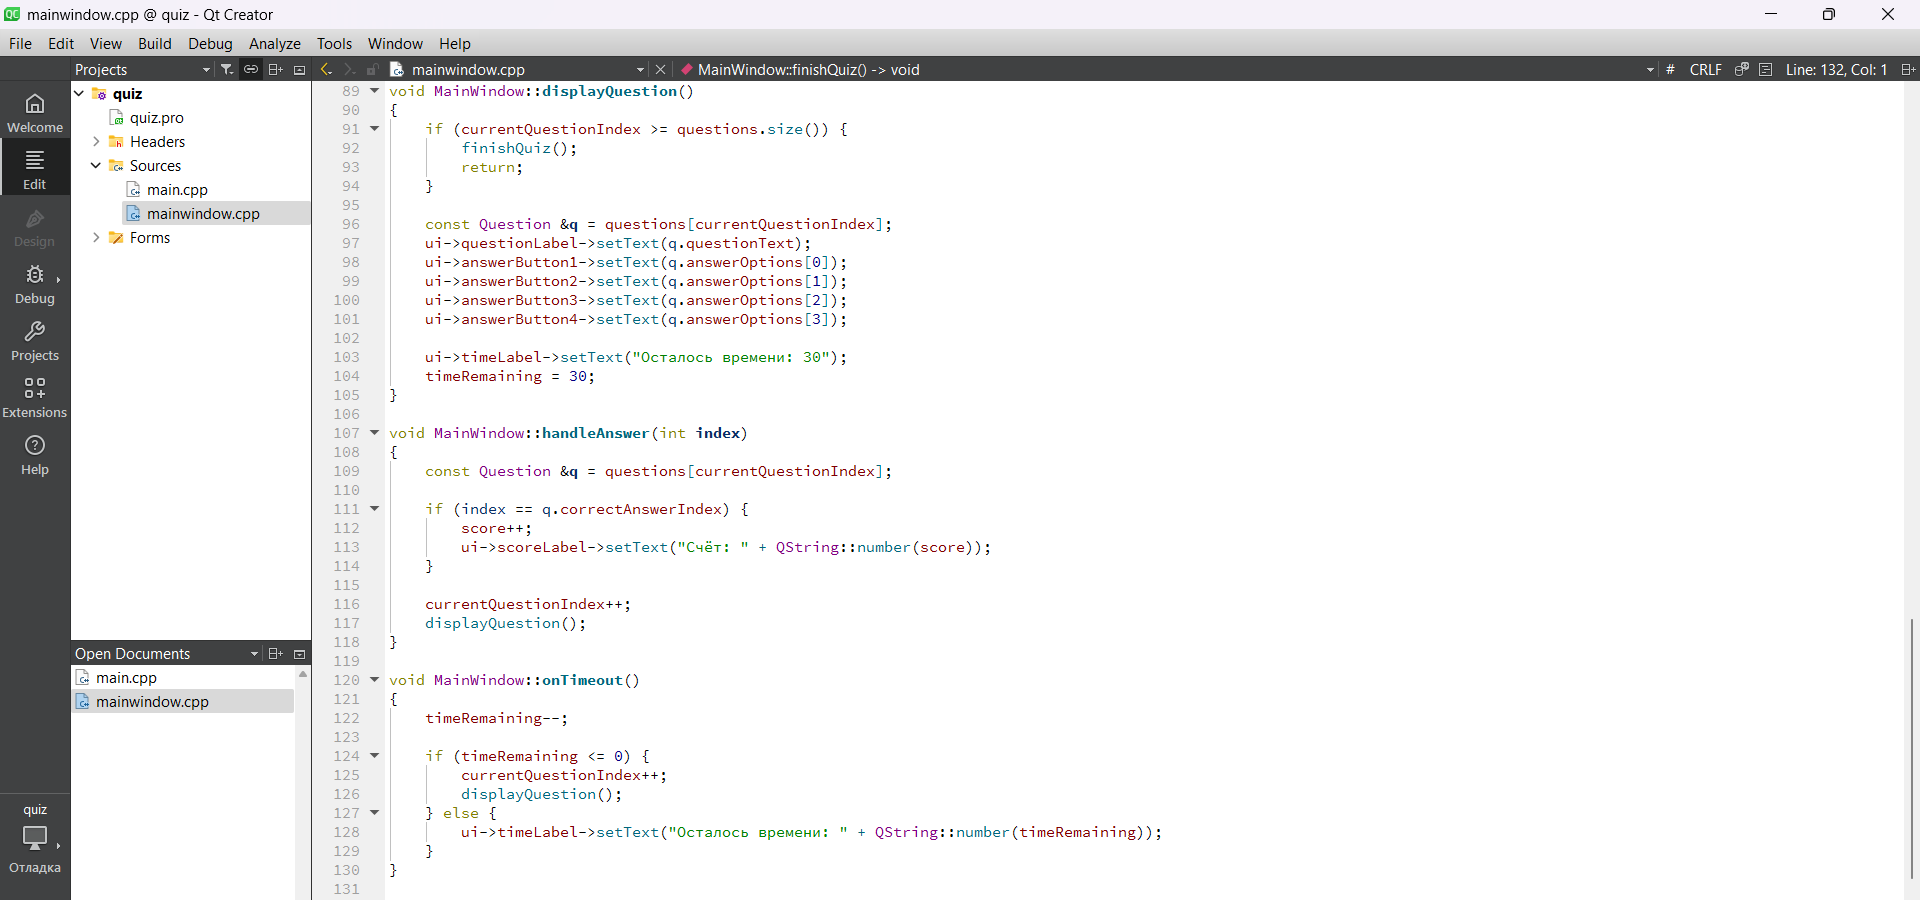 mainwindow.cpp @ quiz - Qt Creator
File Edit View Build Debug Analyze Tools Window Help
Projects
mainwindow.cpp
MainWindow::finishQuiz() -> void
# CRLF Line: 132, Col: 1
Welcome
Edit
Design
Debug
Projects
Extensions
Help
quiz
Отладка
quiz
quiz.pro
Headers
Sources
main.cpp
mainwindow.cpp
Forms
Open Documents
main.cpp
mainwindow.cpp
89 void MainWindow::displayQuestion()
90 {
91     if (currentQuestionIndex >= questions.size()) {
92         finishQuiz();
93         return;
94     }
95
96     const Question &q = questions[currentQuestionIndex];
97     ui->questionLabel->setText(q.questionText);
98     ui->answerButton1->setText(q.answerOptions[0]);
99     ui->answerButton2->setText(q.answerOptions[1]);
100     ui->answerButton3->setText(q.answerOptions[2]);
101     ui->answerButton4->setText(q.answerOptions[3]);
102
103     ui->timeLabel->setText("Осталось времени: 30");
104     timeRemaining = 30;
105 }
106
107 void MainWindow::handleAnswer(int index)
108 {
109     const Question &q = questions[currentQuestionIndex];
110
111     if (index == q.correctAnswerIndex) {
112         score++;
113         ui->scoreLabel->setText("Счёт: " + QString::number(score));
114     }
115
116     currentQuestionIndex++;
117     displayQuestion();
118 }
119
120 void MainWindow::onTimeout()
121 {
122     timeRemaining--;
123
124     if (timeRemaining <= 0) {
125         currentQuestionIndex++;
126         displayQuestion();
127     } else {
128         ui->timeLabel->setText("Осталось времени: " + QString::number(timeRemaining));
129     }
130 }
131